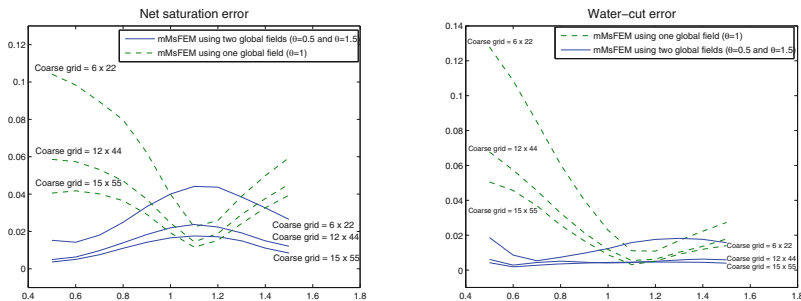 Net saturation error
mMsFEM using two global fields (θ=0.5 and θ=1.5)
mMsFEM using one global field (θ=1)
0.12
0.1
0.08
0.06
0.04
0.02
0
Coarse grid = 6 x 22
Coarse grid = 12 x 44
Coarse grid = 15 x 55
Coarse grid = 6 x 22
Coarse grid = 12 x 44
Coarse grid = 15 x 55
0.4 0.6 0.8 1 1.2 1.4 1.6 1.8
Water-cut error
mMsFEM using one global field (θ=1)
mMsFEM using two global fields (θ=0.5 and θ=1.5)
0.14
0.12
0.1
0.08
0.06
0.04
0.02
0
Coarse grid = 6 x 22
Coarse grid = 12 x 44
Coarse grid = 15 x 55
Coarse grid = 6 x 22
Coarse grid = 12 x 44
Coarse grid = 15 x 55
0.4 0.6 0.8 1 1.2 1.4 1.6 1.8